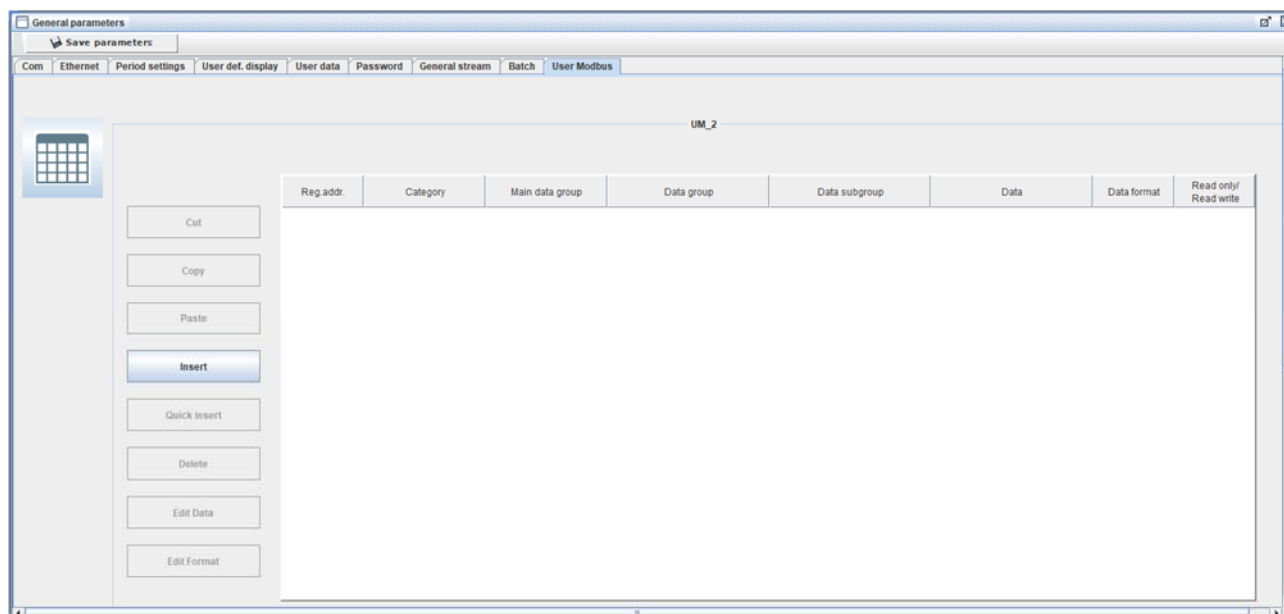 General parameters
Save parameters
Com Ethernet Period settings User def. display User data Password General stream Batch User Modbus
UM_2
Reg.addr. Category Main data group Data group Data subgroup Data Data format Read only/
Read write
Cut
Copy
Paste
Insert
Quick insert
Delete
Edit Data
Edit Format